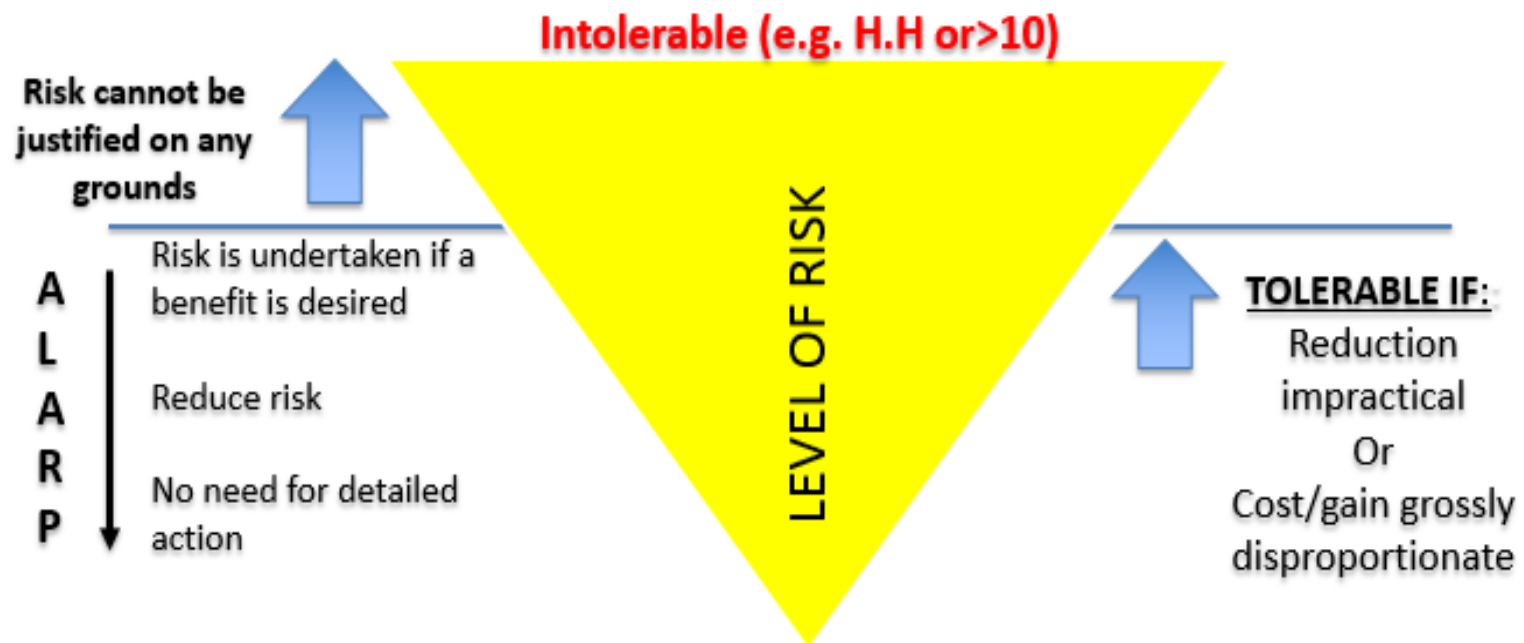 Intolerable (e.g. H.H or>10)
Risk cannot be
justified on any
grounds
A
L
A
R
P
Risk is undertaken if a
benefit is desired
Reduce risk
No need for detailed
action
LEVEL OF RISK
TOLERABLE IF:
Reduction
impractical
Or
Cost/gain grossly
disproportionate